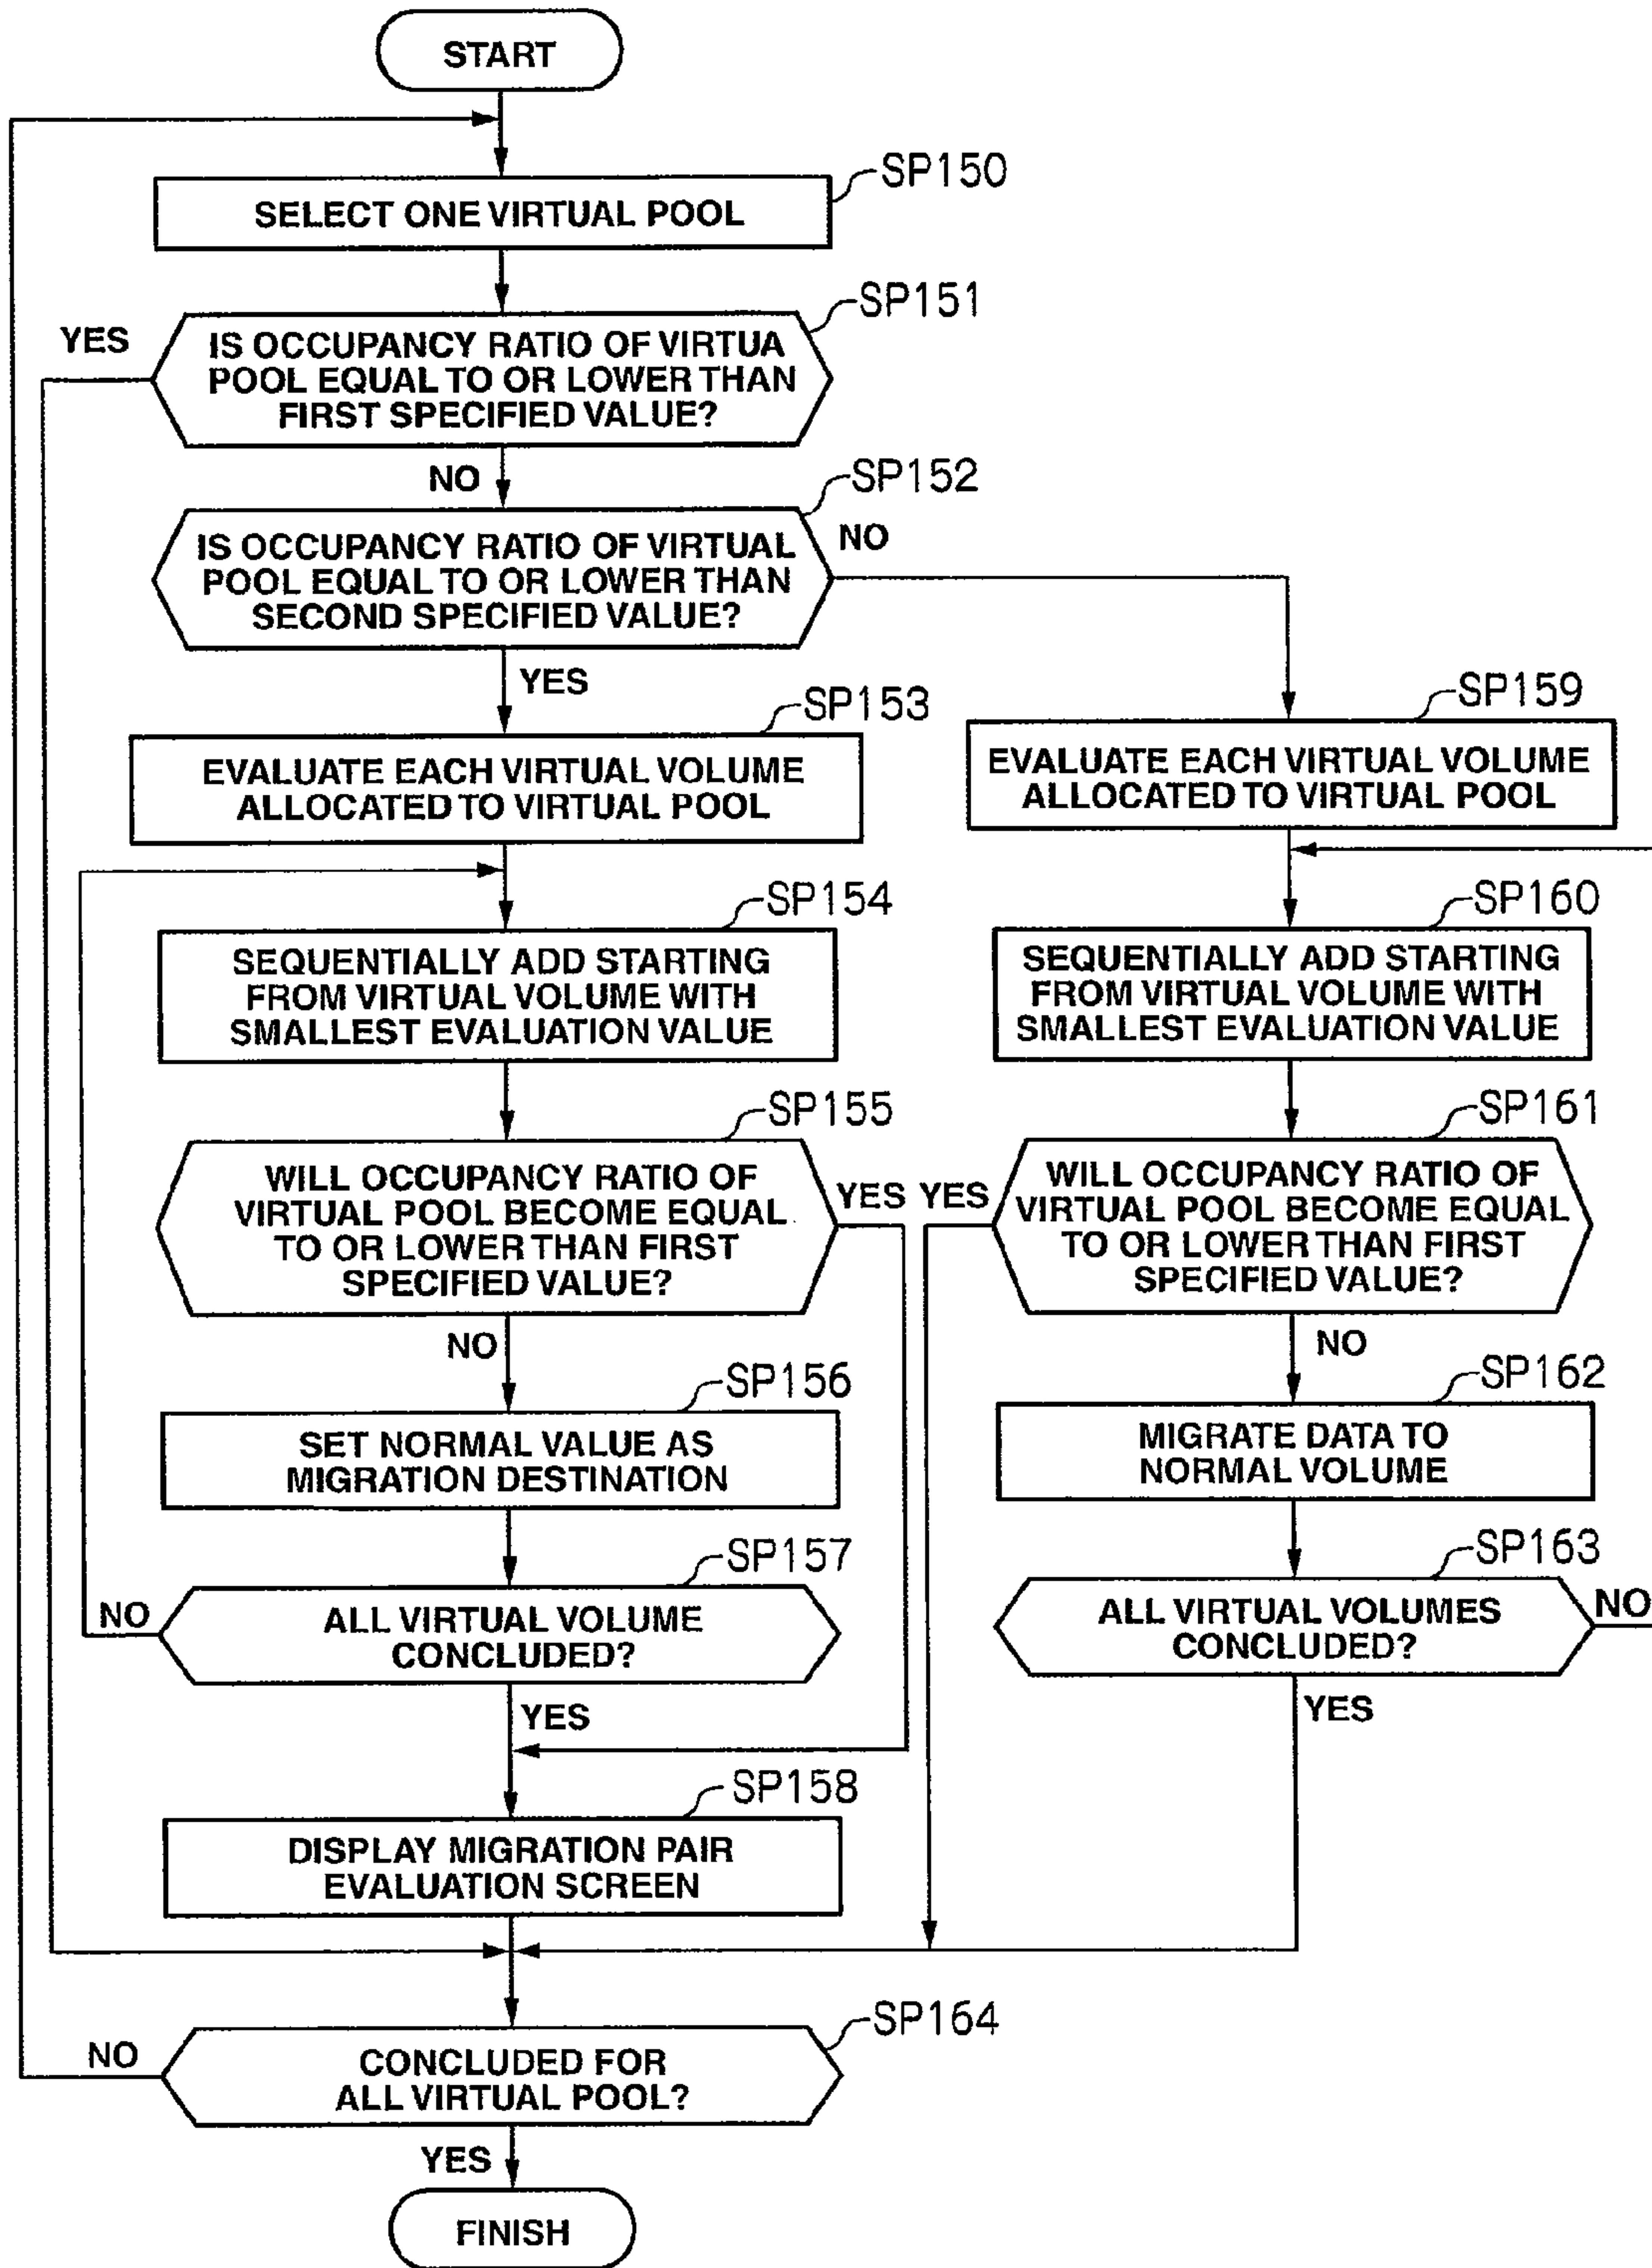 START
SP150
SELECT ONE VIRTUAL POOL
SP151
YES
IS OCCUPANCY RATIO OF VIRTUA
POOL EQUAL TO OR LOWER THAN
FIRST SPECIFIED VALUE?
NO
SP152
IS OCCUPANCY RATIO OF VIRTUAL
POOL EQUAL TO OR LOWER THAN
SECOND SPECIFIED VALUE?
NO
YES
SP153
EVALUATE EACH VIRTUAL VOLUME
ALLOCATED TO VIRTUAL POOL
SP154
SEQUENTIALLY ADD STARTING
FROM VIRTUAL VOLUME WITH
SMALLEST EVALUATION VALUE
SP155
WILL OCCUPANCY RATIO OF
VIRTUAL POOL BECOME EQUAL
TO OR LOWER THAN FIRST
SPECIFIED VALUE?
YES
NO
SP156
SET NORMAL VALUE AS
MIGRATION DESTINATION
SP157
NO
ALL VIRTUAL VOLUME
CONCLUDED?
YES
SP158
DISPLAY MIGRATION PAIR
EVALUATION SCREEN
SP159
EVALUATE EACH VIRTUAL VOLUME
ALLOCATED TO VIRTUAL POOL
SP160
SEQUENTIALLY ADD STARTING
FROM VIRTUAL VOLUME WITH
SMALLEST EVALUATION VALUE
SP161
YES
WILL OCCUPANCY RATIO OF
VIRTUAL POOL BECOME EQUAL
TO OR LOWER THAN FIRST
SPECIFIED VALUE?
NO
SP162
MIGRATE DATA TO
NORMAL VOLUME
SP163
ALL VIRTUAL VOLUMES
CONCLUDED?
NO
YES
SP164
NO
CONCLUDED FOR
ALL VIRTUAL POOL?
YES
FINISH